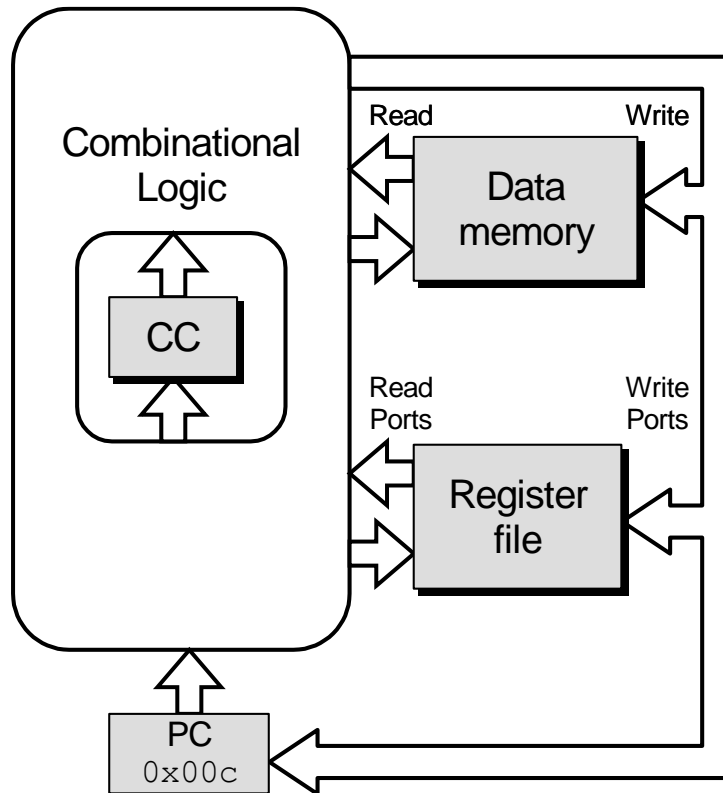 Read
Write
Combinational
Logic
Data
memory
CC
Read
Ports
Write
Ports
Register
file
PC
0x00c